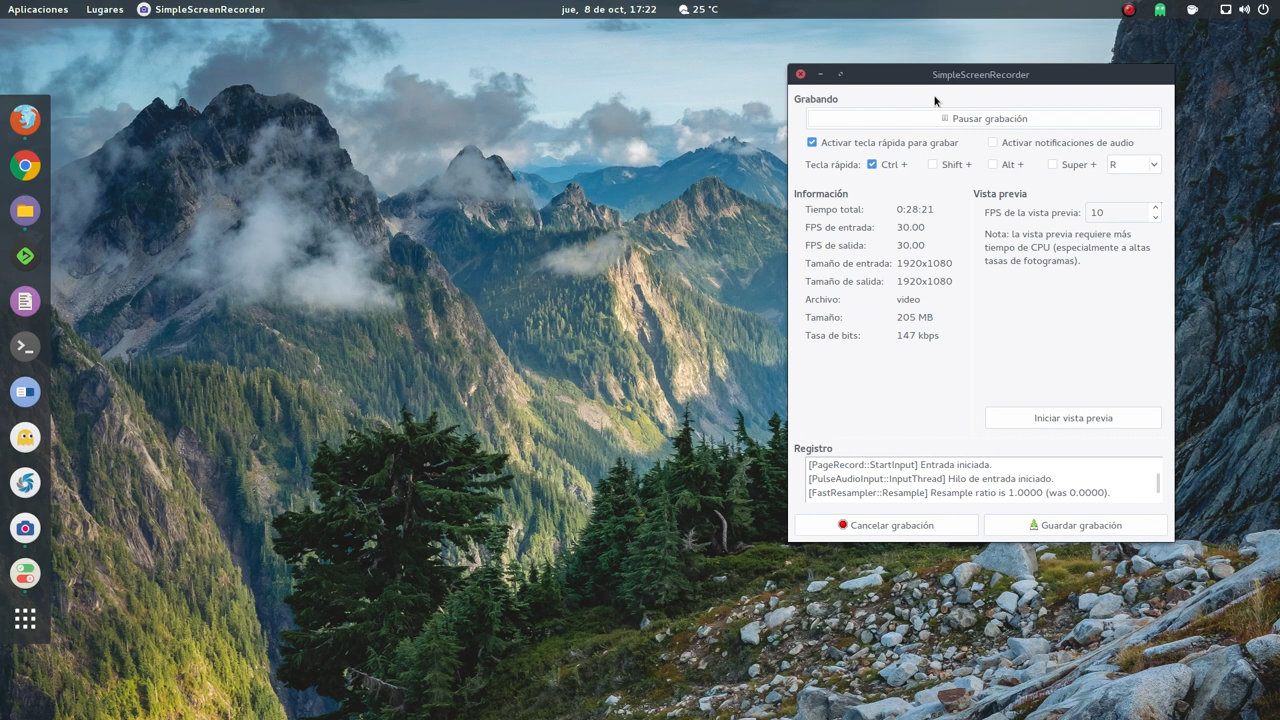 Aplicaciones Lugares SimpleScreenRecorder jue, 8 de oct, 17:22 25 °C
SimpleScreenRecorder
Grabando
Pausar grabación
Activar tecla rápida para grabar Activar notificaciones de audio
Tecla rápida: Ctrl + Shift + Alt + Super + R
Información Vista previa
Tiempo total: 0:28:21
FPS de la vista previa: 10
FPS de entrada: 30.00
Nota: la vista previa requiere más
FPS de salida: 30.00
tiempo de CPU (especialmente a altas
tasas de fotogramas).
Tamaño de entrada: 1920x1080
Tamaño de salida: 1920x1080
Archivo: video
Tamaño: 205 MB
Tasa de bits: 147 kbps
Iniciar vista previa
Registro
[PageRecord::StartInput] Entrada iniciada.
[PulseAudioInput::InputThread] Hilo de entrada iniciado.
[FastResampler::Resample] Resample ratio is 1.0000 (was 0.0000).
Cancelar grabación Guardar grabación